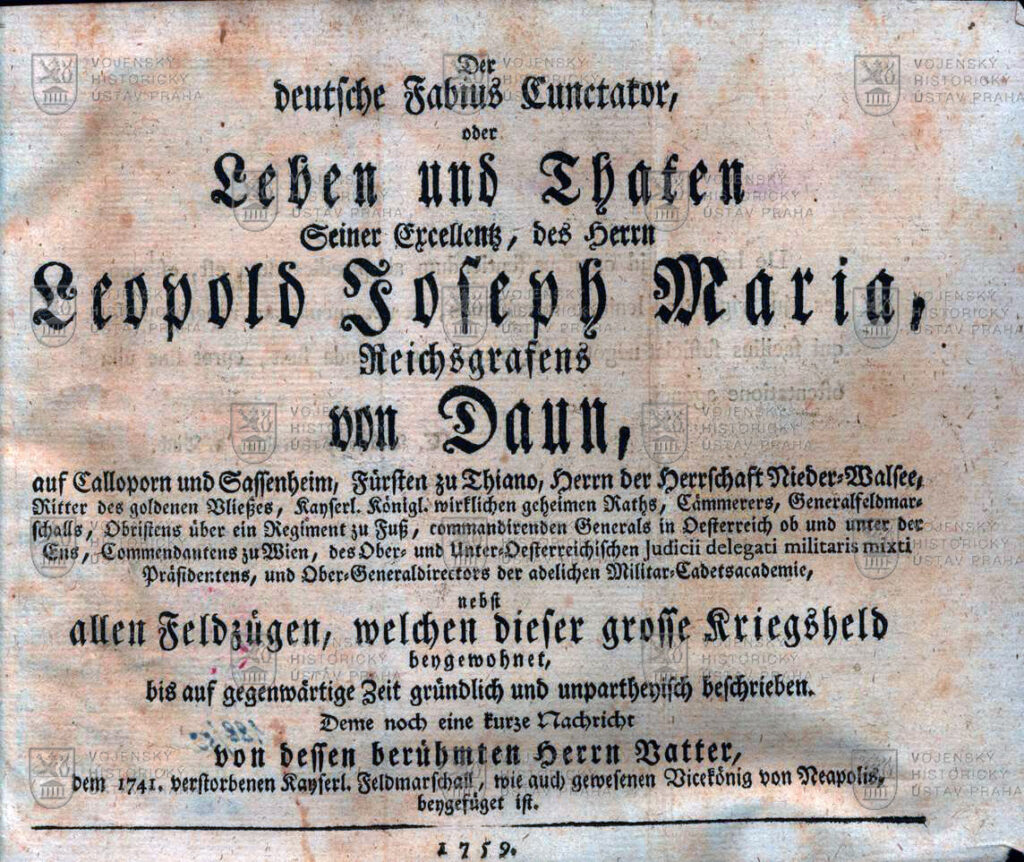 Der
deutsche Fabius Cunctator,
oder
Leben und Thaten
Seiner Excellentz, des Herrn
Leopold Joseph Maria,
Reichsgrafens
von Daun,
auf Calloporn und Sassenheim, Fürsten zu Thiano, Herrn der Herrschaft Nieder-Walsee,
Ritter des goldenen Vließes, Kayserl. Königl. wirklichen geheimen Raths, Cämmerers, Generalfeldmar-
schalls, Obristens über ein Regiment zu Fuß, commandirenden Generals in Oesterreich ob und unter der
Ens, Commendantens zu Wien, des Ober- und Unter-Oesterreichischen Judicii delegati militaris mixti
Präsidentens, und Ober-Generaldirectors der adelichen Militar-Cadetsacademie,
nebst
allen Feldzügen, welchen dieser grosse Kriegsheld
beygewohnet,
bis auf gegenwärtige Zeit gründlich und unpartheyisch beschrieben.
Deme noch eine kurze Nachricht
von dessen berühmten Herrn Vatter,
dem 1741. verstorbenen Kayserl. Feldmarschall, wie auch gewesenen Vicekönig von Neapolis,
beygefüget ist.
1759.
VOJENSKÝ
HISTORICKÝ
ÚSTAV PRAHA